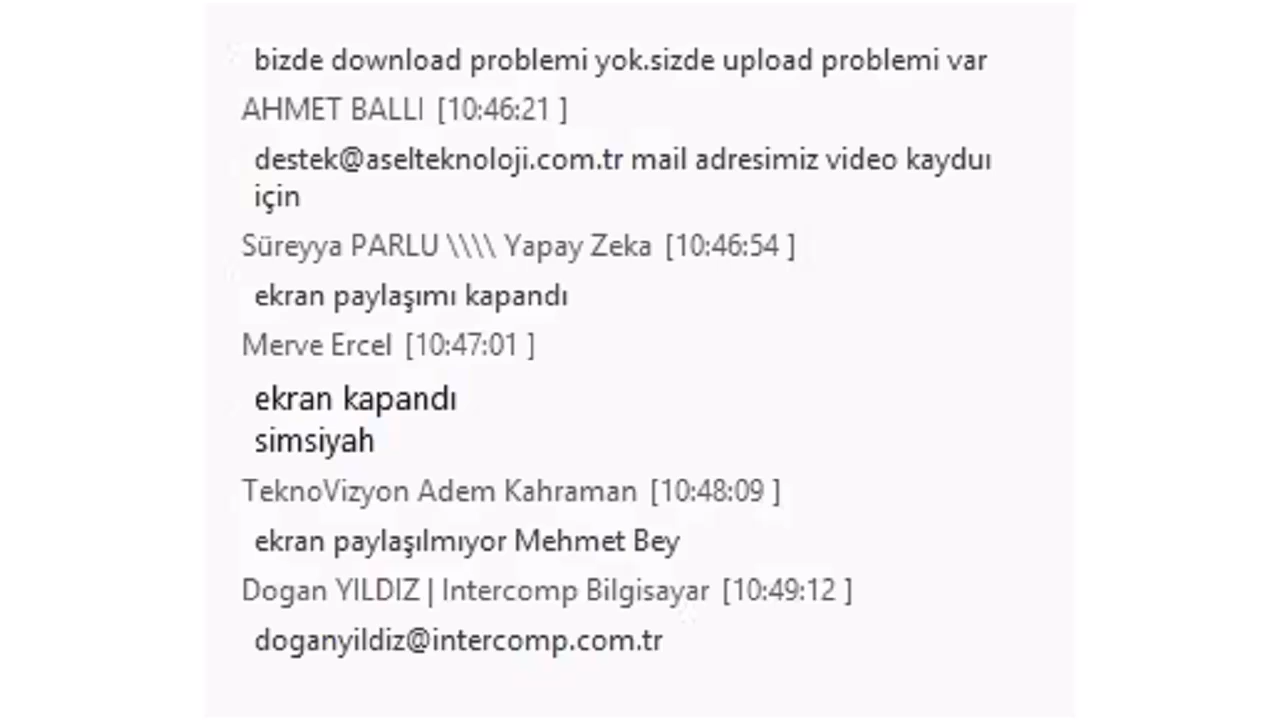 bizde download problemi yok.sizde upload problemi var
AHMET BALLI [10:46:21 ]
destek@aselteknoloji.com.tr mail adresimiz video kayduı
için
Süreyya PARLU \\\\ Yapay Zeka [10:46:54 ]
ekran paylaşımı kapandı
Merve Ercel [10:47:01 ]
ekran kapandı
simsiyah
TeknoVizyon Adem Kahraman [10:48:09 ]
ekran paylaşılmıyor Mehmet Bey
Dogan YILDIZ | Intercomp Bilgisayar [10:49:12 ]
doganyildiz@intercomp.com.tr